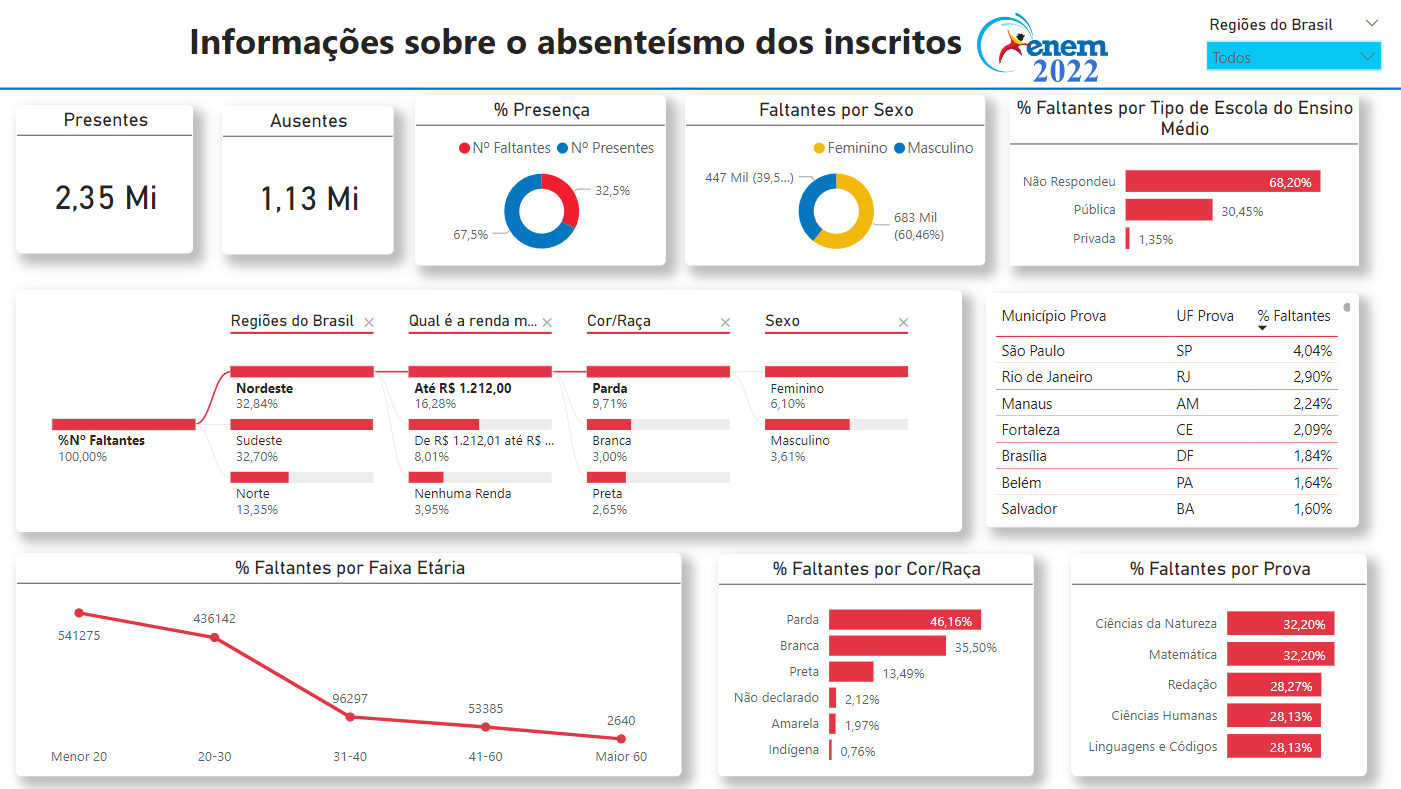 Informações sobre o absenteísmo dos inscritos
enem
2022
Regiões do Brasil
Todos
Presentes
2,35 Mi
Ausentes
1,13 Mi
% Presença
Nº Faltantes
Nº Presentes
32,5%
67,5%
Faltantes por Sexo
Feminino
Masculino
447 Mil (39,5...)
683 Mil
(60,46%)
% Faltantes por Tipo de Escola do Ensino
Médio
Não Respondeu
68,20%
Pública
30,45%
Privada
1,35%
Regiões do Brasil
Qual é a renda m...
Cor/Raça
Sexo
%Nº Faltantes
100,00%
Nordeste
32,84%
Sudeste
32,70%
Norte
13,35%
Até R$ 1.212,00
16,28%
De R$ 1.212,01 até R$ ...
8,01%
Nenhuma Renda
3,95%
Parda
9,71%
Branca
3,00%
Preta
2,65%
Feminino
6,10%
Masculino
3,61%
Município Prova UF Prova % Faltantes
São Paulo SP 4,04%
Rio de Janeiro RJ 2,90%
Manaus AM 2,24%
Fortaleza CE 2,09%
Brasília DF 1,84%
Belém PA 1,64%
Salvador BA 1,60%
% Faltantes por Faixa Etária
541275
436142
96297
53385
2640
Menor 20
20-30
31-40
41-60
Maior 60
% Faltantes por Cor/Raça
Parda
46,16%
Branca
35,50%
Preta
13,49%
Não declarado
2,12%
Amarela
1,97%
Indígena
0,76%
% Faltantes por Prova
Ciências da Natureza
32,20%
Matemática
32,20%
Redação
28,27%
Ciências Humanas
28,13%
Linguagens e Códigos
28,13%